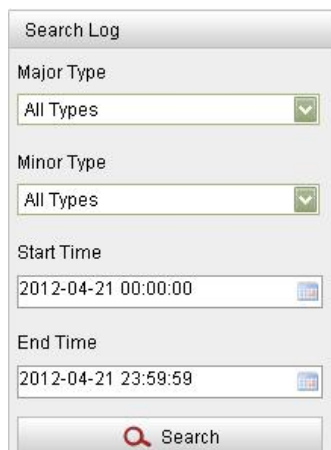 Search Log
Major Type
All Types
Minor Type
All Types
Start Time
2012-04-21 00:00:00
End Time
2012-04-21 23:59:59
Search